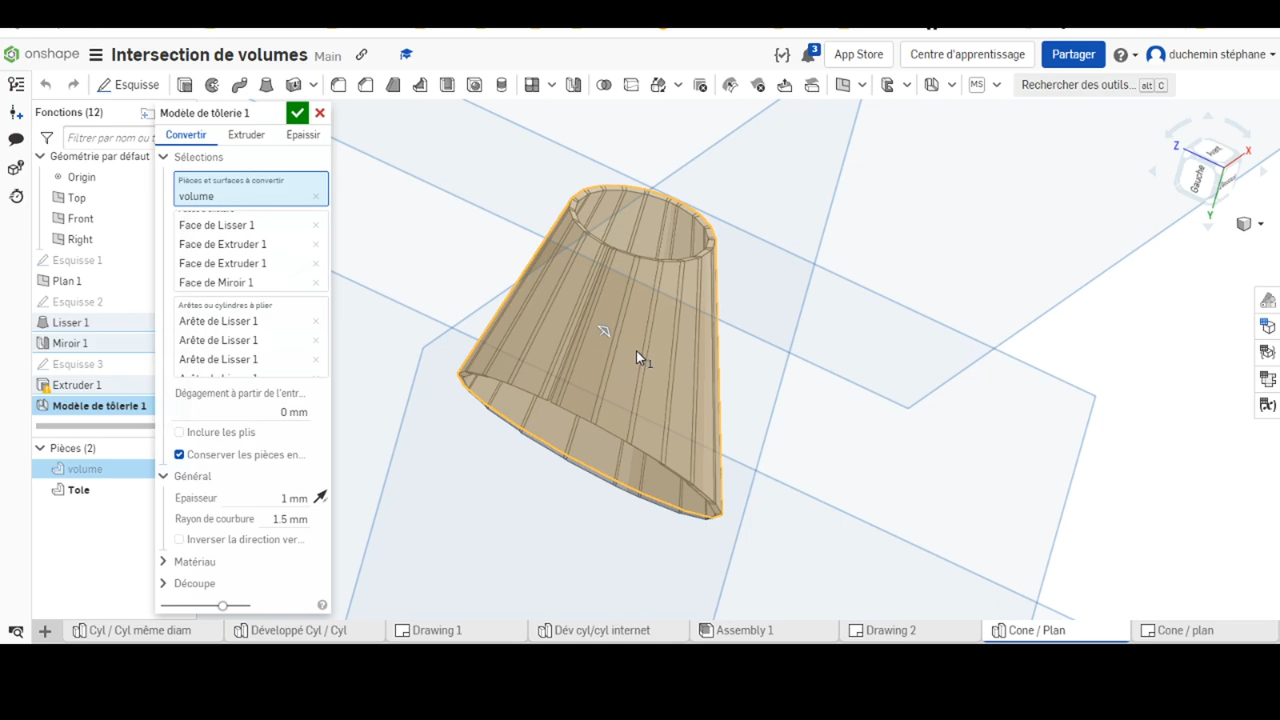 onshape
Intersection de volumes
Main
3
App Store
Centre d'apprentissage
Partager
duchemin stéphane
Esquisse
MS
Rechercher des outils...
alt C
Fonctions (12)
Filtrer par nom ou t
Géométrie par défaut
Origin
Top
Front
Right
Esquisse 1
Plan 1
Esquisse 2
Lisser 1
Miroir 1
Esquisse 3
Extruder 1
Modèle de tôlerie 1
Pièces (2)
volume
Tole
Modèle de tôlerie 1
Convertir
Extruder
Épaissir
Sélections
Pièces et surfaces à convertir
volume
Face de Lisser 1
Face de Extruder 1
Face de Extruder 1
Face de Miroir 1
Arêtes ou cylindres à plier
Arête de Lisser 1
Arête de Lisser 1
Arête de Lisser 1
Dégagement à partir de l'entr...
0 mm
Inclure les plis
Conserver les pièces en...
Général
Epaisseur
1 mm
Rayon de courbure
1.5 mm
Inverser la direction ver...
Matériau
Découpe
1
Z
X
Y
Gauche
Cyl / Cyl même diam
Développé Cyl / Cyl
Drawing 1
Dév cyl/cyl internet
Assembly 1
Drawing 2
Cone / Plan
Cone / plan